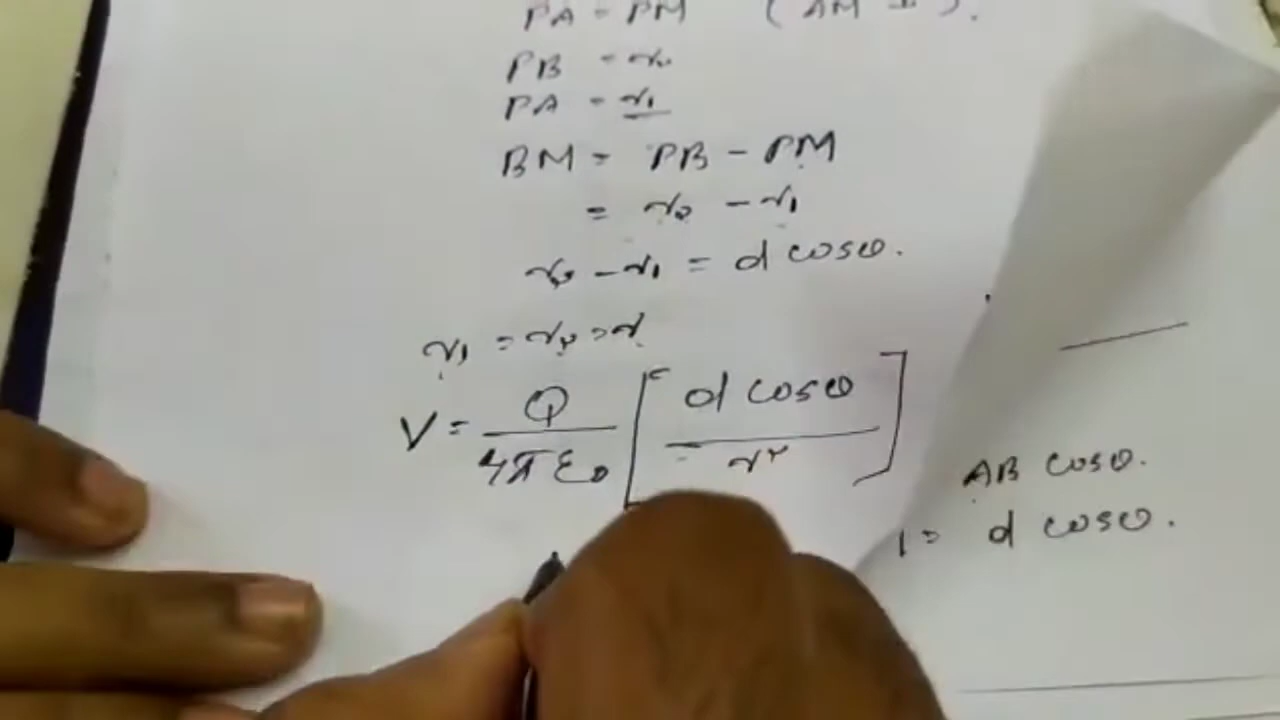 PA = PM (AM ⊥ ).
PB = r₂
PA = r₁
BM = PB - PM
= r₂ - r₁
r₂ - r₁ = d cosθ.
r₁ = r₂ = r
V = Q / 4πε₀ [ d cosθ / r² ]
AB cosθ.
= d cosθ.